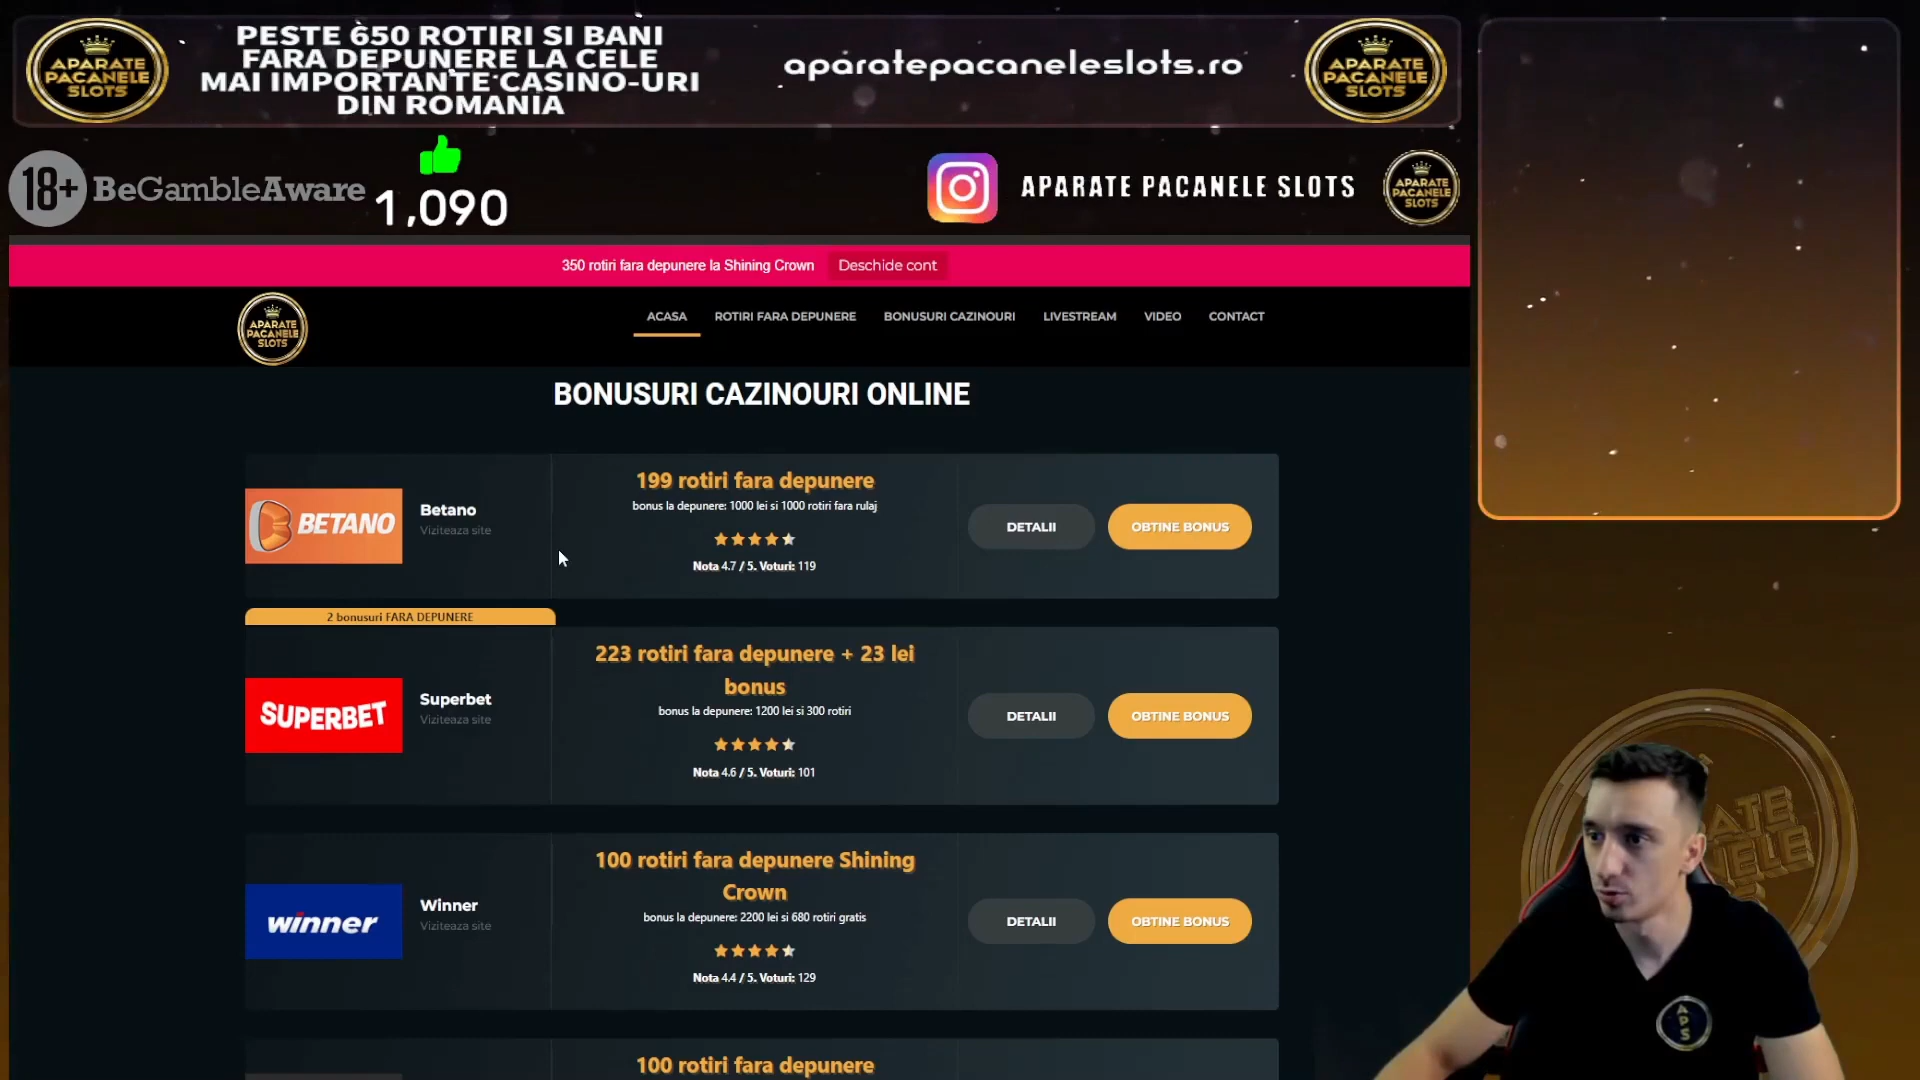 APARATE
PACANELE
SLOTS
PESTE 650 ROTIRI SI BANI
FARA DEPUNERE LA CELE
MAI IMPORTANTE CASINO-URI
DIN ROMANIA
aparatepacaneleslots.ro
APARATE
PACANELE
SLOTS
18+ BeGambleAware
1,090
APARATE PACANELE SLOTS
APARATE
PACANELE
SLOTS
350 rotiri fara depunere la Shining Crown
Deschide cont
APARATE
PACANELE
SLOTS
ACASA
ROTIRI FARA DEPUNERE
BONUSURI CAZINOURI
LIVESTREAM
VIDEO
CONTACT
BONUSURI CAZINOURI ONLINE
BETANO
Betano
Viziteaza site
199 rotiri fara depunere
bonus la depunere: 1000 lei si 1000 rotiri fara rulaj
Nota 4.7 / 5. Voturi: 119
DETALII
OBTINE BONUS
2 bonusuri FARA DEPUNERE
SUPERBET
Superbet
Viziteaza site
223 rotiri fara depunere + 23 lei
bonus
bonus la depunere: 1200 lei si 300 rotiri
Nota 4.6 / 5. Voturi: 101
DETALII
OBTINE BONUS
winner
Winner
Viziteaza site
100 rotiri fara depunere Shining
Crown
bonus la depunere: 2200 lei si 680 rotiri gratis
Nota 4.4 / 5. Voturi: 129
DETALII
OBTINE BONUS
100 rotiri fara depunere
APS